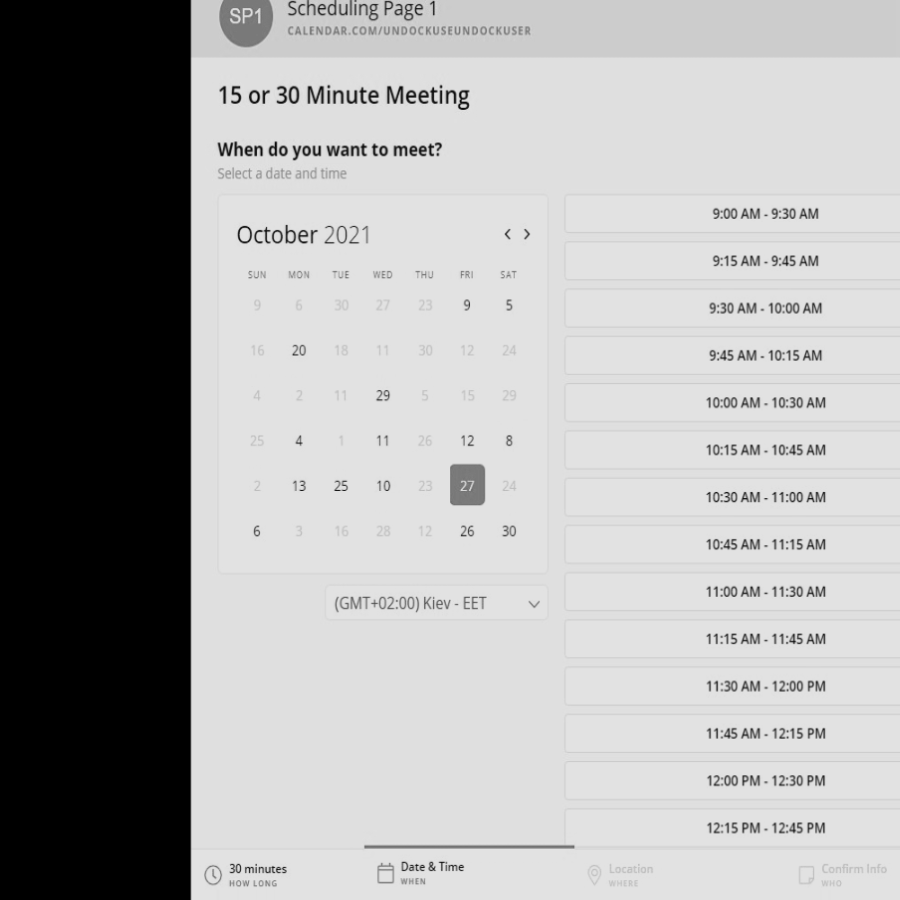 SP1
Scheduling Page 1
CALENDAR.COM/UNDOCKUSEUNDOCKUSER
15 or 30 Minute Meeting
When do you want to meet?
Select a date and time
October 2021
SUN MON TUE WED THU FRI SAT
9 6 30 27 23 9 5
16 20 18 11 30 12 24
4 2 11 29 5 15 29
25 4 1 11 26 12 8
2 13 25 10 23 27 24
6 3 16 28 12 26 30
(GMT+02:00) Kiev - EET
9:00 AM - 9:30 AM
9:15 AM - 9:45 AM
9:30 AM - 10:00 AM
9:45 AM - 10:15 AM
10:00 AM - 10:30 AM
10:15 AM - 10:45 AM
10:30 AM - 11:00 AM
10:45 AM - 11:15 AM
11:00 AM - 11:30 AM
11:15 AM - 11:45 AM
11:30 AM - 12:00 PM
11:45 AM - 12:15 PM
12:00 PM - 12:30 PM
12:15 PM - 12:45 PM
30 minutes
HOW LONG
Date & Time
WHEN
Location
WHERE
Confirm Info
WHO